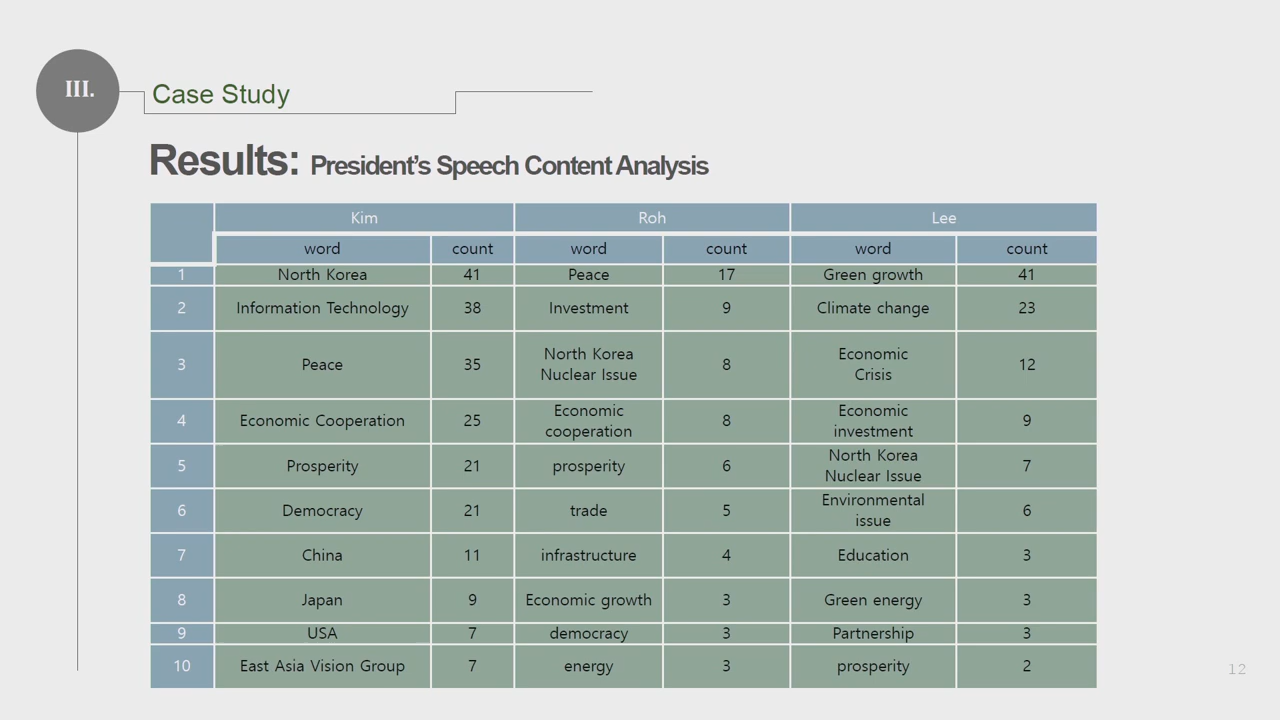 III.
Case Study
Results: President's Speech Content Analysis
Kim Roh Lee
word count word count word count
1 North Korea 41 Peace 17 Green growth 41
2 Information Technology 38 Investment 9 Climate change 23
3 Peace 35 North Korea Nuclear Issue 8 Economic Crisis 12
4 Economic Cooperation 25 Economic cooperation 8 Economic investment 9
5 Prosperity 21 prosperity 6 North Korea Nuclear Issue 7
6 Democracy 21 trade 5 Environmental issue 6
7 China 11 infrastructure 4 Education 3
8 Japan 9 Economic growth 3 Green energy 3
9 USA 7 democracy 3 Partnership 3
10 East Asia Vision Group 7 energy 3 prosperity 2
12